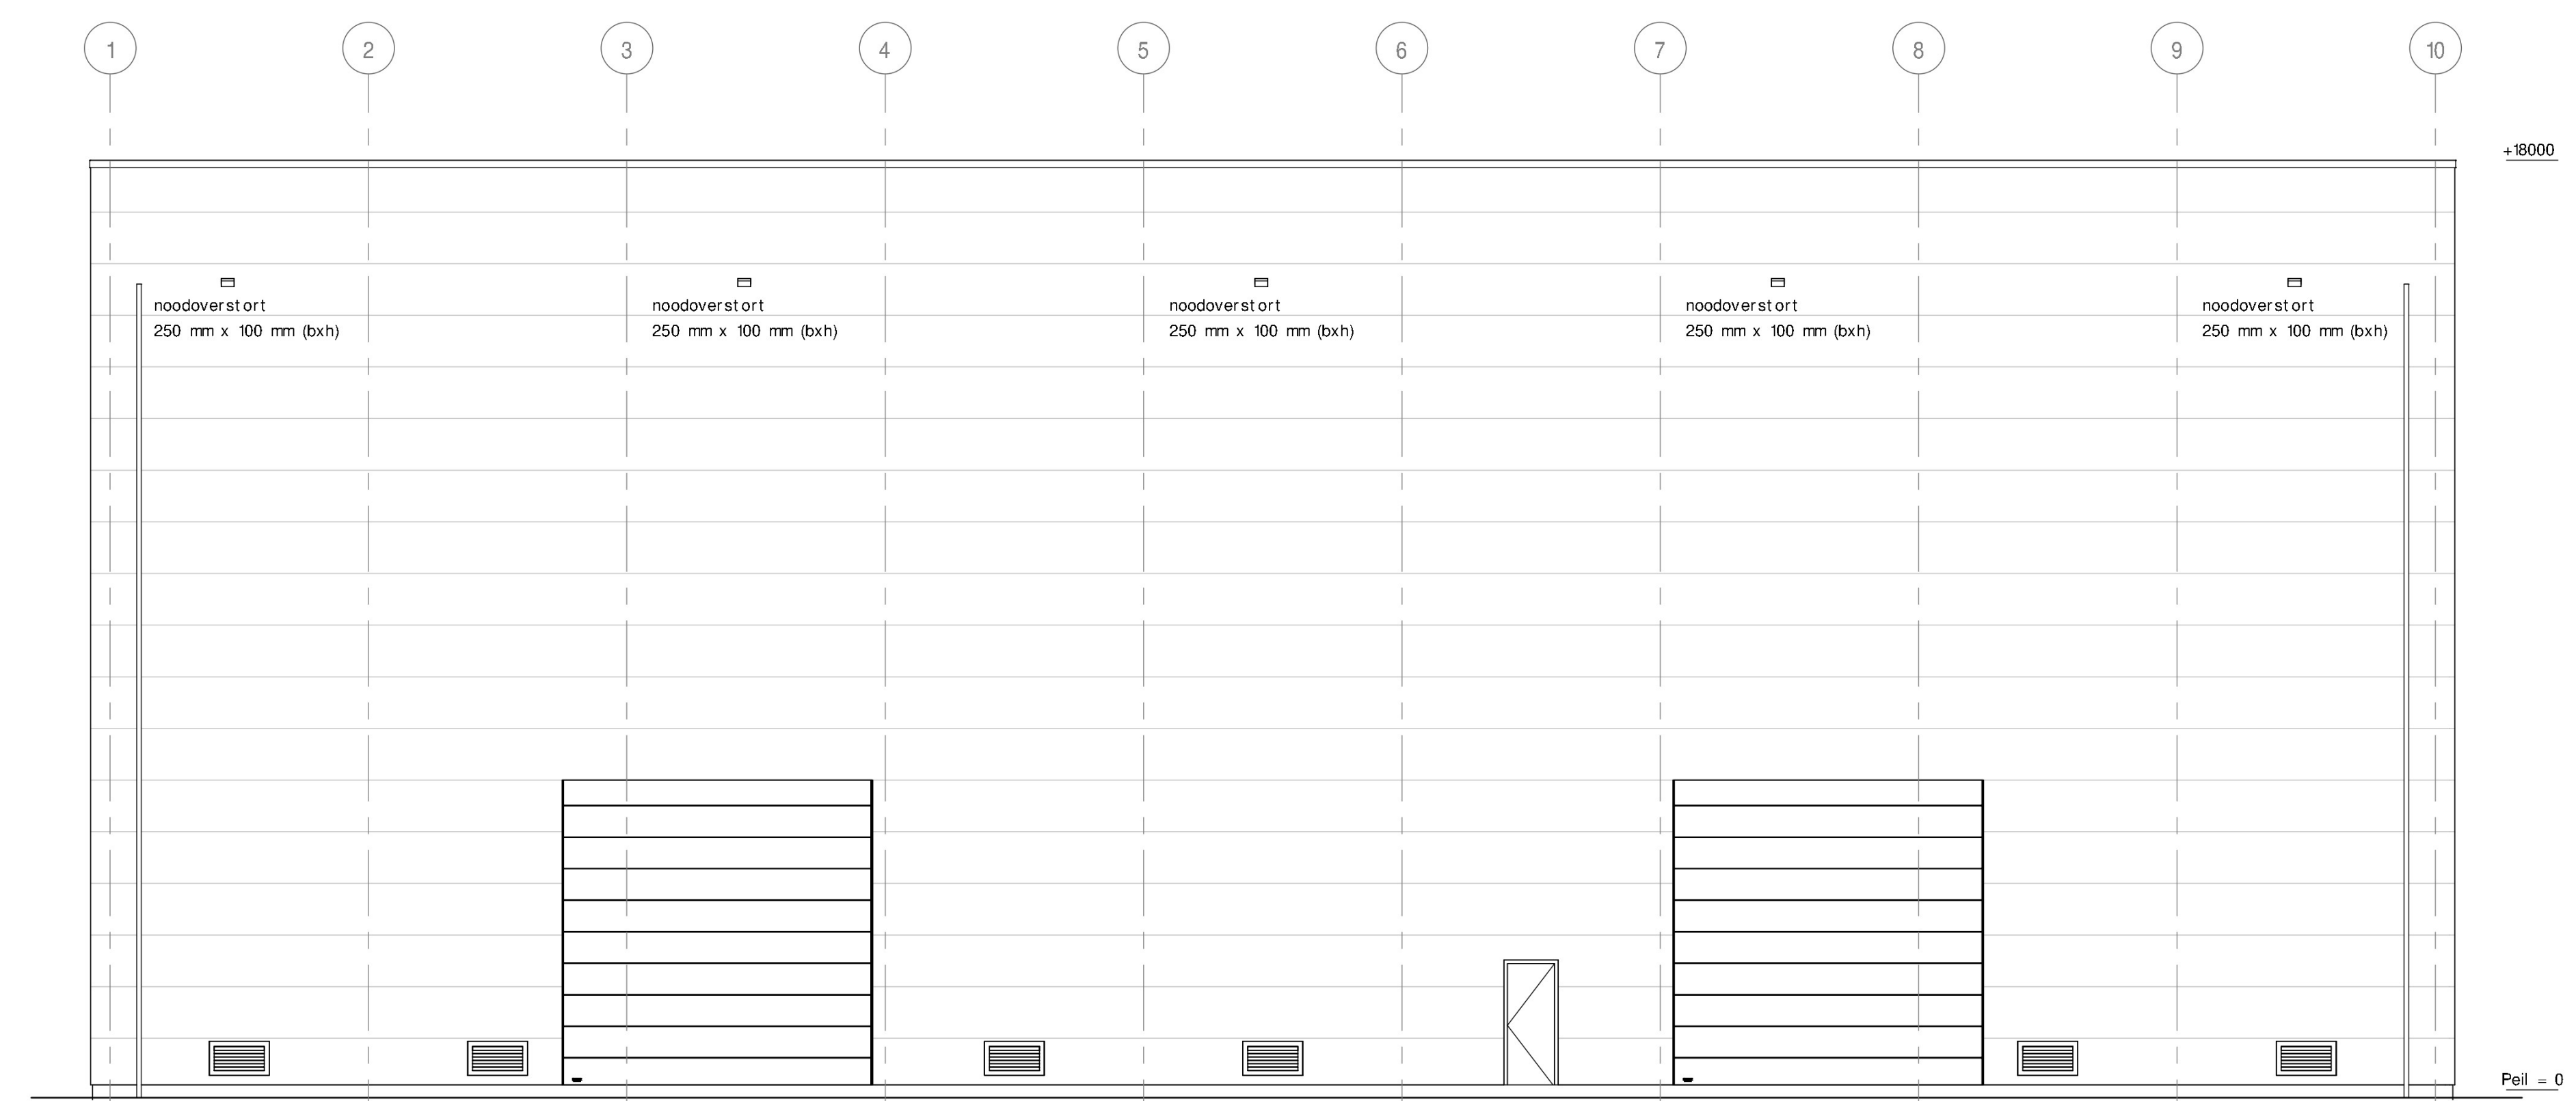 1 2 3 4 5 6 7 8 9 10
+18000
noodoverstort noodoverstort noodoverstort noodoverstort noodoverstort
250 mm x 100 mm (bxh) 250 mm x 100 mm (bxh) 250 mm x 100 mm (bxh) 250 mm x 100 mm (bxh) 250 mm x 100 mm (bxh)
Peil = 0